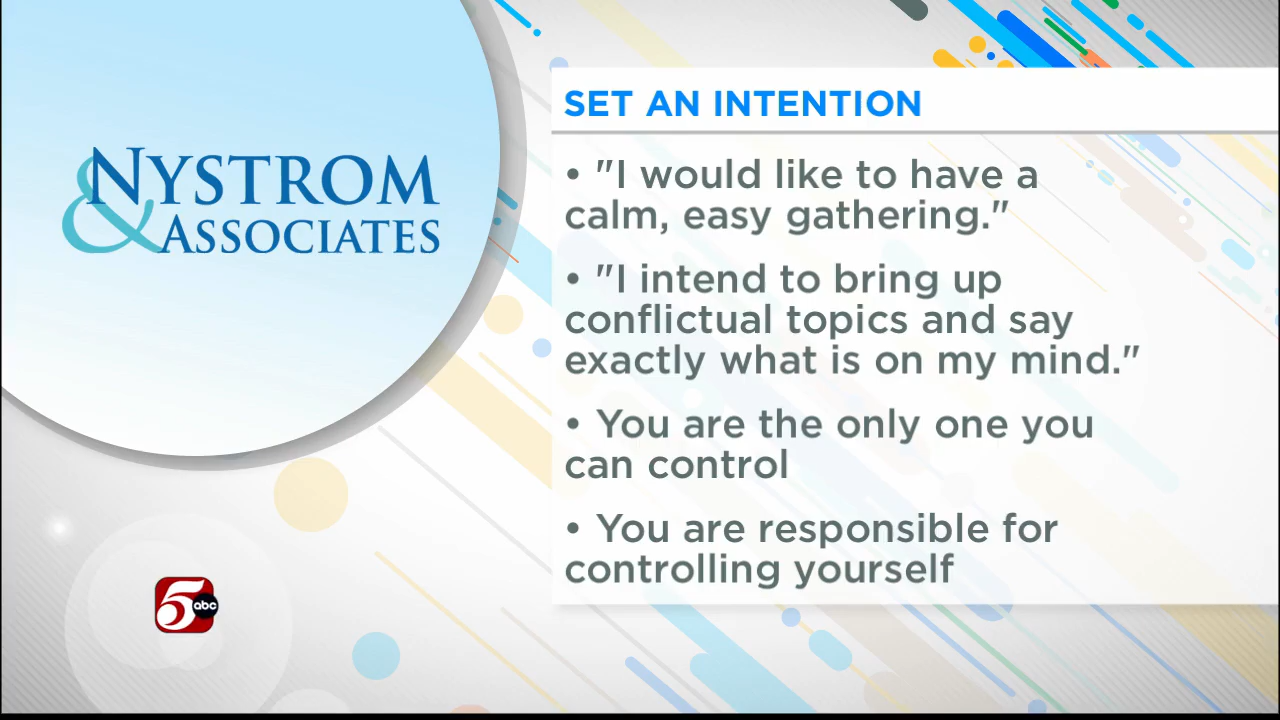 NYSTROM
& ASSOCIATES
SET AN INTENTION
• "I would like to have a
calm, easy gathering."
• "I intend to bring up
conflictual topics and say
exactly what is on my mind."
• You are the only one you
can control
• You are responsible for
controlling yourself
5 abc